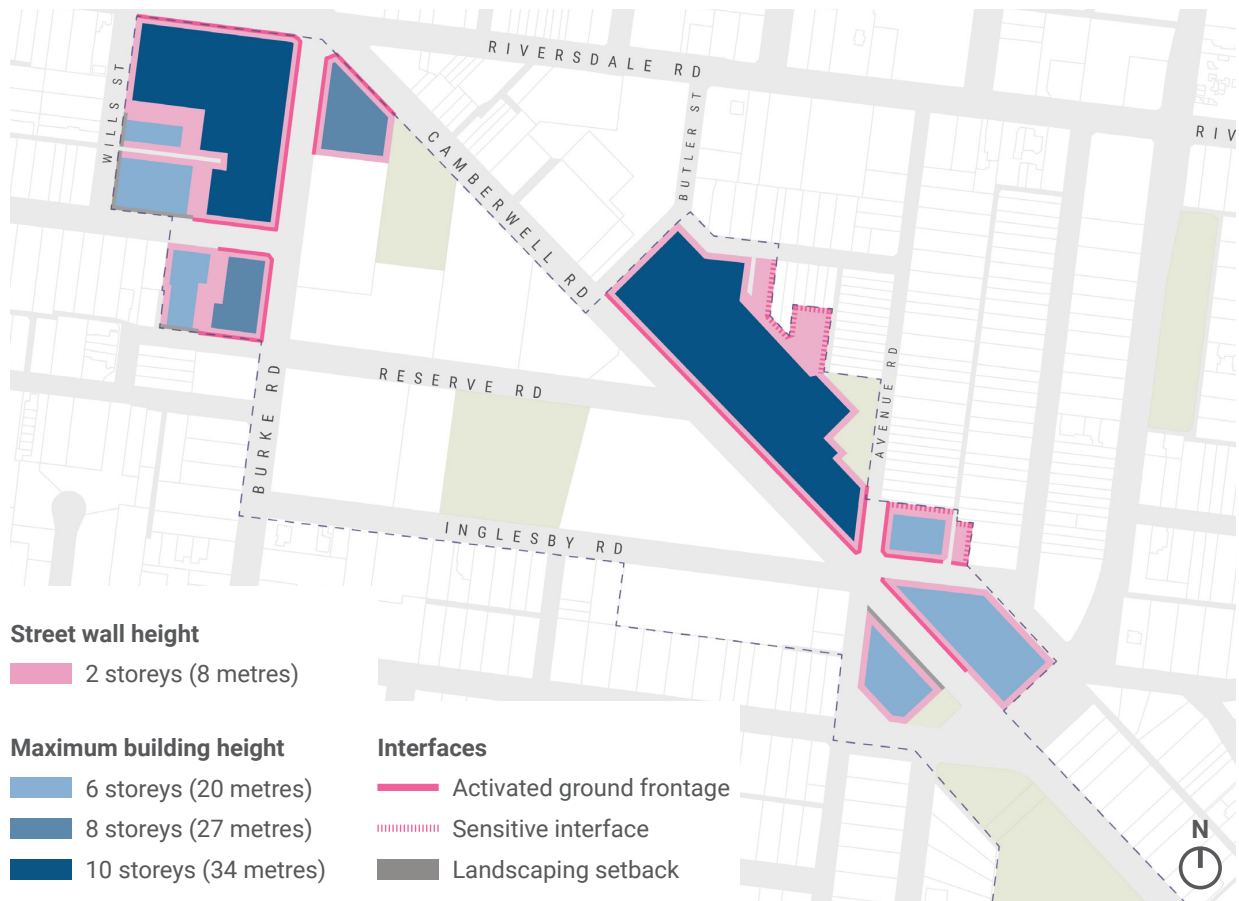 RIVERSDALE RD
WILLS ST
BUTLER ST
RIV
CAMBERWELL RD
AVENUE RD
BURKE RD
RESERVE RD
INGLESBY RD
Street wall height
2 storeys (8 metres)
Maximum building height
6 storeys (20 metres)
8 storeys (27 metres)
10 storeys (34 metres)
Interfaces
Activated ground frontage
Sensitive interface
Landscaping setback
N